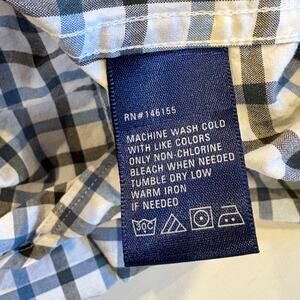 RN#146155
MACHINE WASH COLD
WITH LIKE COLORS
ONLY NON-CHLORINE
BLEACH WHEN NEEDED
TUMBLE DRY LOW
WARM IRON
IF NEEDED
30C